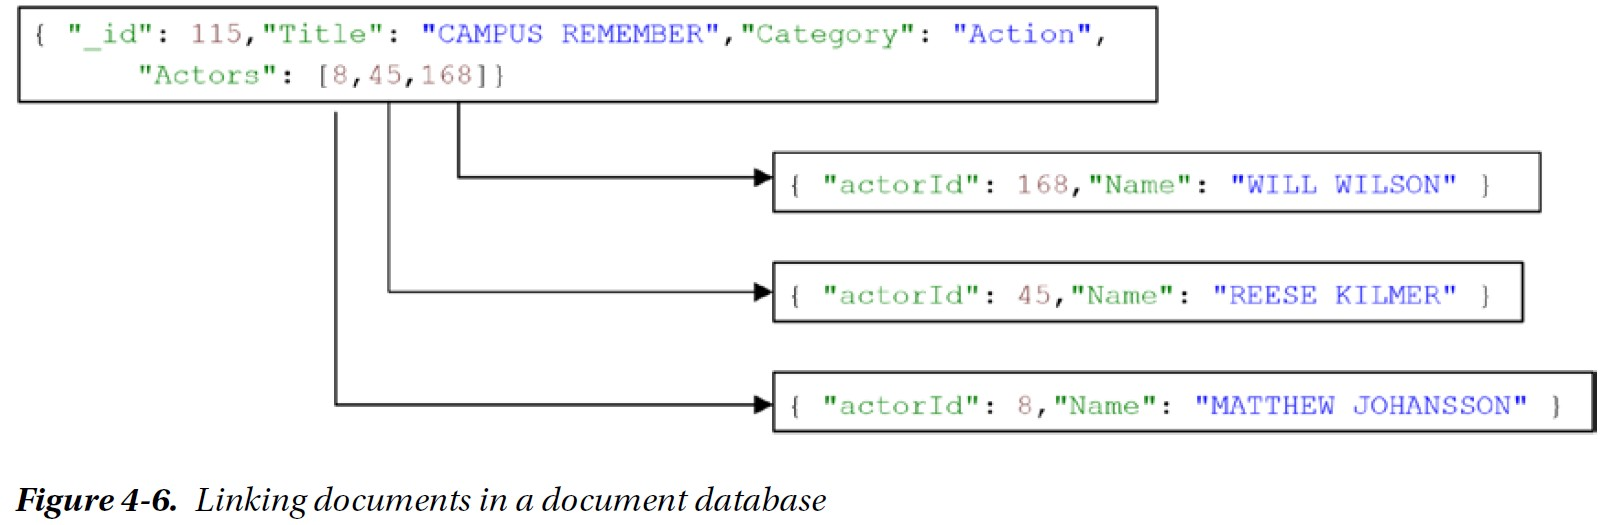 { "_id": 115,"Title": "CAMPUS REMEMBER","Category": "Action",
"Actors": [8,45,168]}
{ "actorId": 168,"Name": "WILL WILSON" }
{ "actorId": 45,"Name": "REESE KILMER" }
{ "actorId": 8,"Name": "MATTHEW JOHANSSON" }
Figure 4-6. Linking documents in a document database